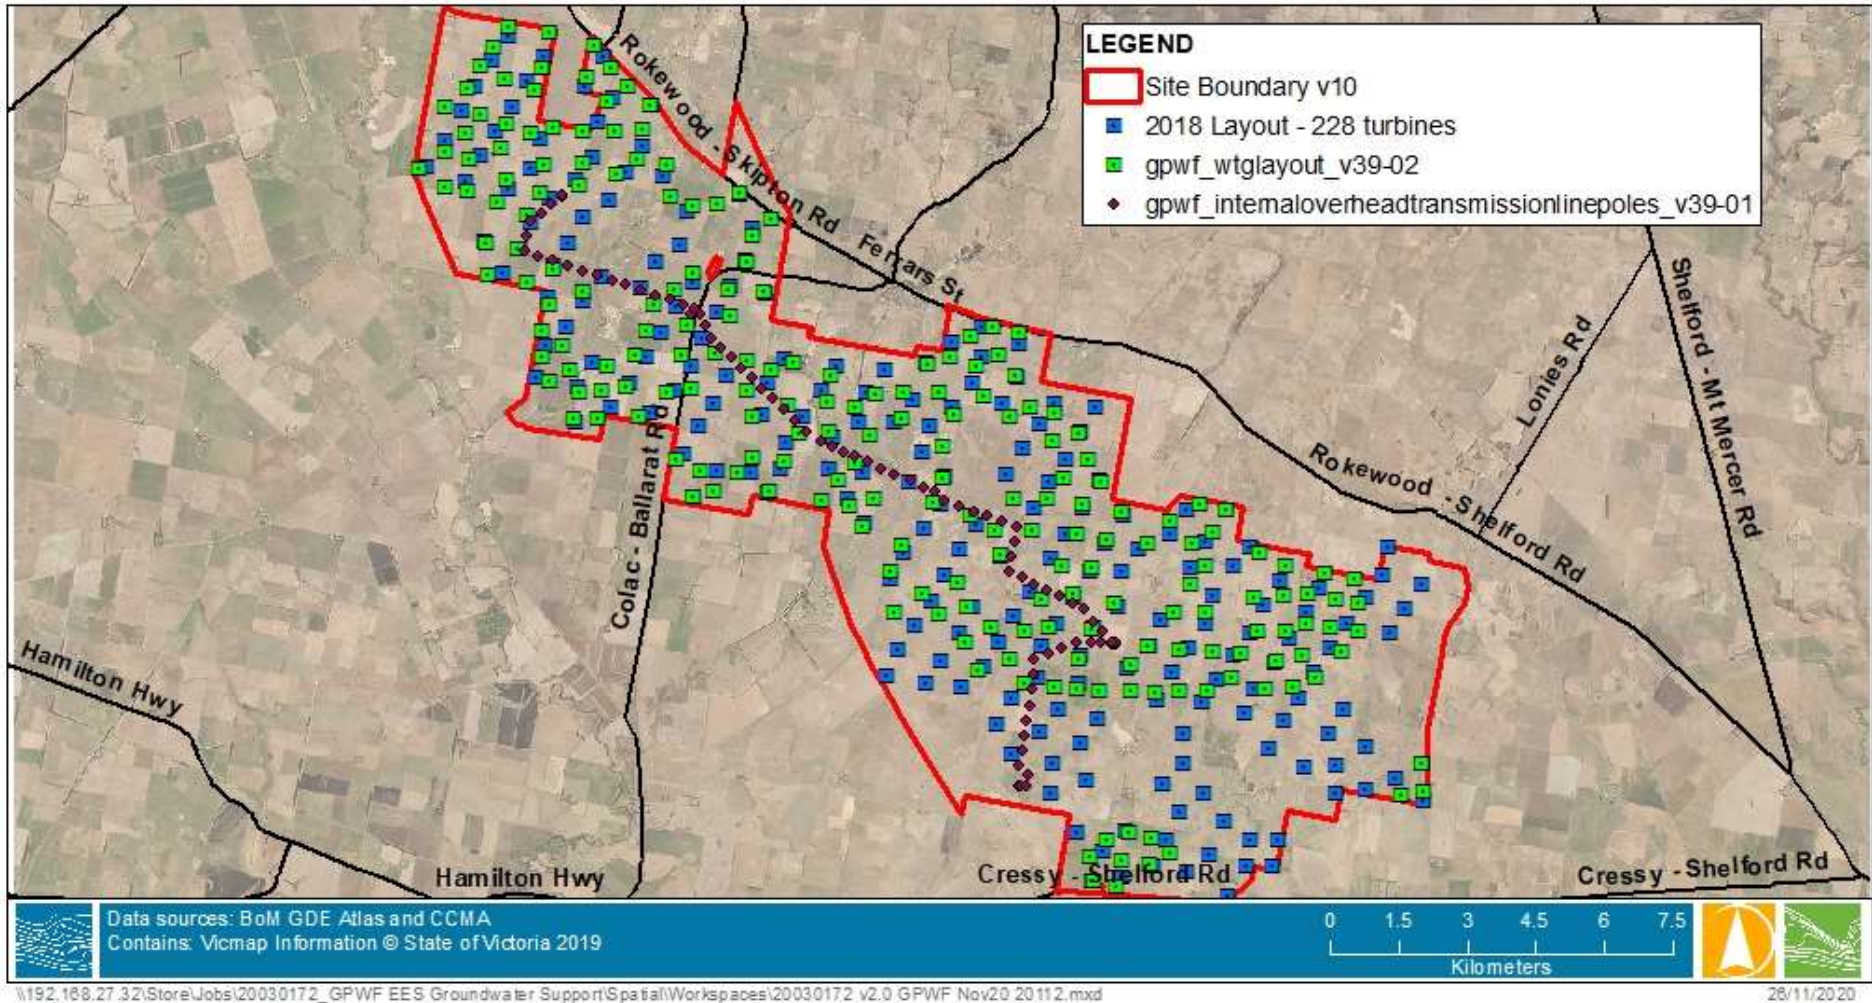 LEGEND
Site Boundary v10
2018 Layout - 228 turbines
gpwf_wtglayout_v39-02
gpwf_internaloverheadtransmissionlinepoles_v39-01
Rokewood - Skipton Rd
Ferrars St
Shelford - Mt Mercer Rd
Lonies Rd
Rokewood - Shelford Rd
Colac - Ballarat Rd
Hamilton Hwy
Hamilton Hwy
Cressy - Shelford Rd
Cressy - Shelford Rd
Data sources: BoM GDE Atlas and CCMA
Contains: Vicmap Information © State of Victoria 2019
0 1.5 3 4.5 6 7.5
Kilometers
\\192.168.27.32\Store\Jobs\20030172_GPWF EES Groundwater Support\Spatial\Workspaces\20030172 v2.0 GPWF Nov20 20112.mxd
26/11/2020